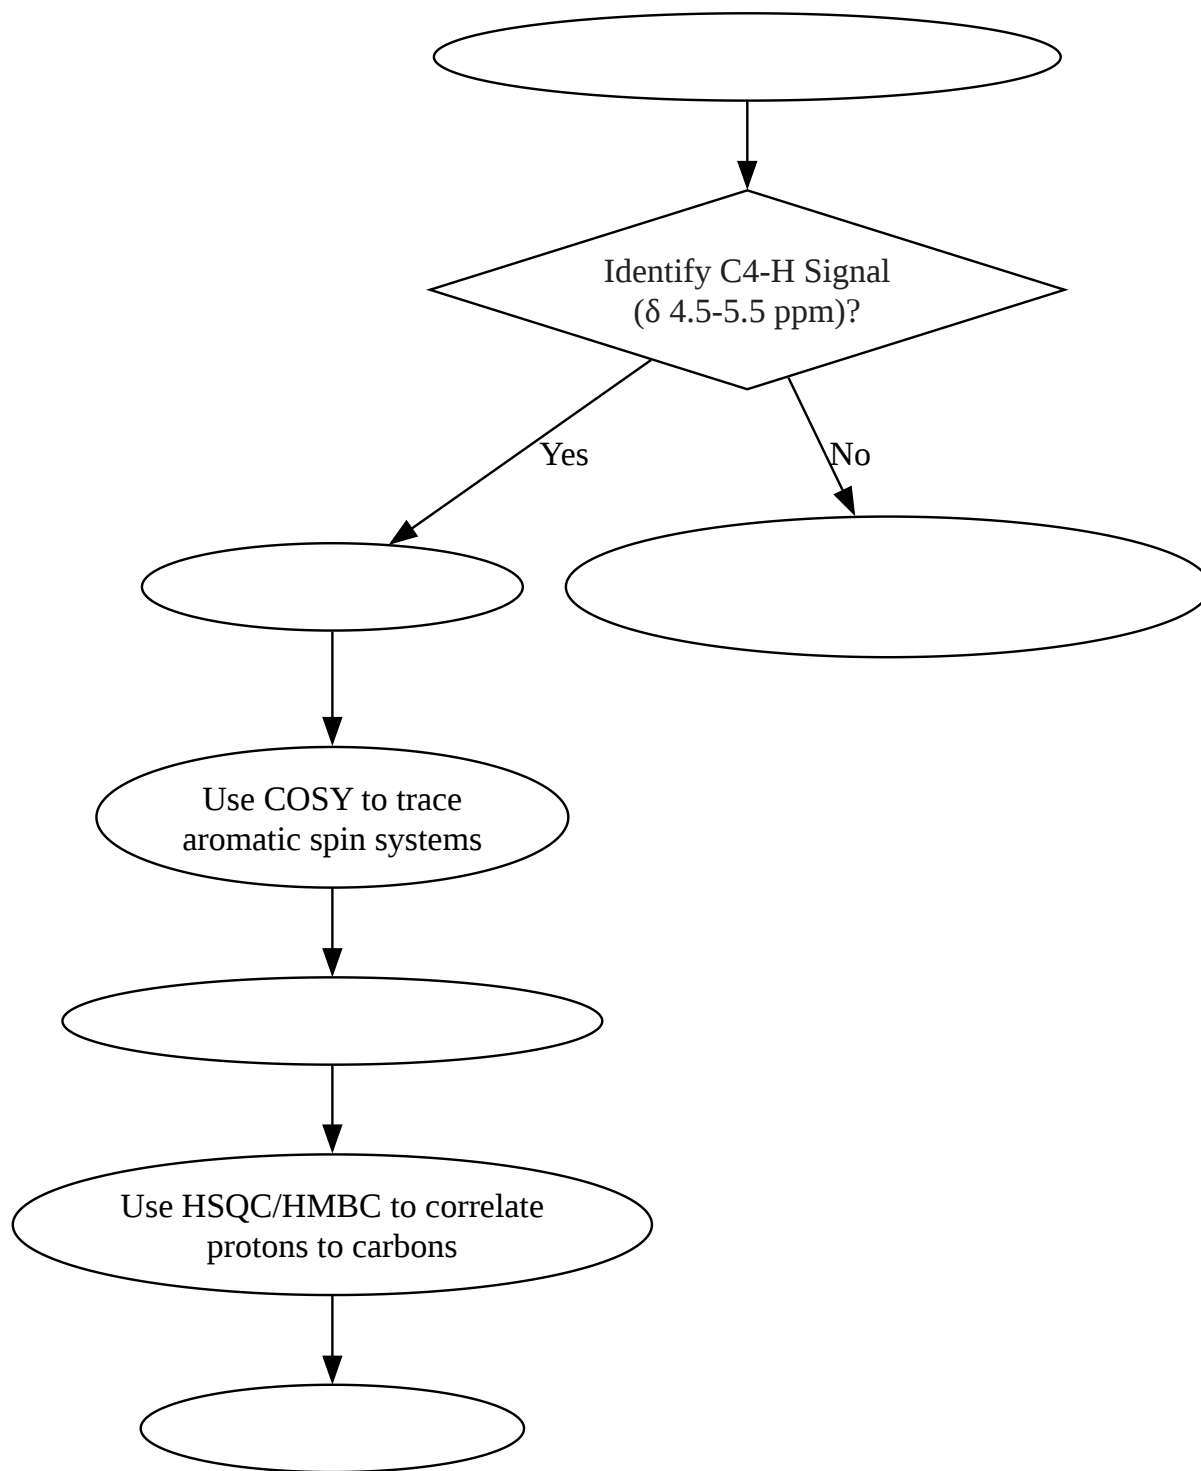 Identify C4-H Signal
(δ 4.5-5.5 ppm)?
Yes
No
Use COSY to trace
aromatic spin systems
Use HSQC/HMBC to correlate
protons to carbons